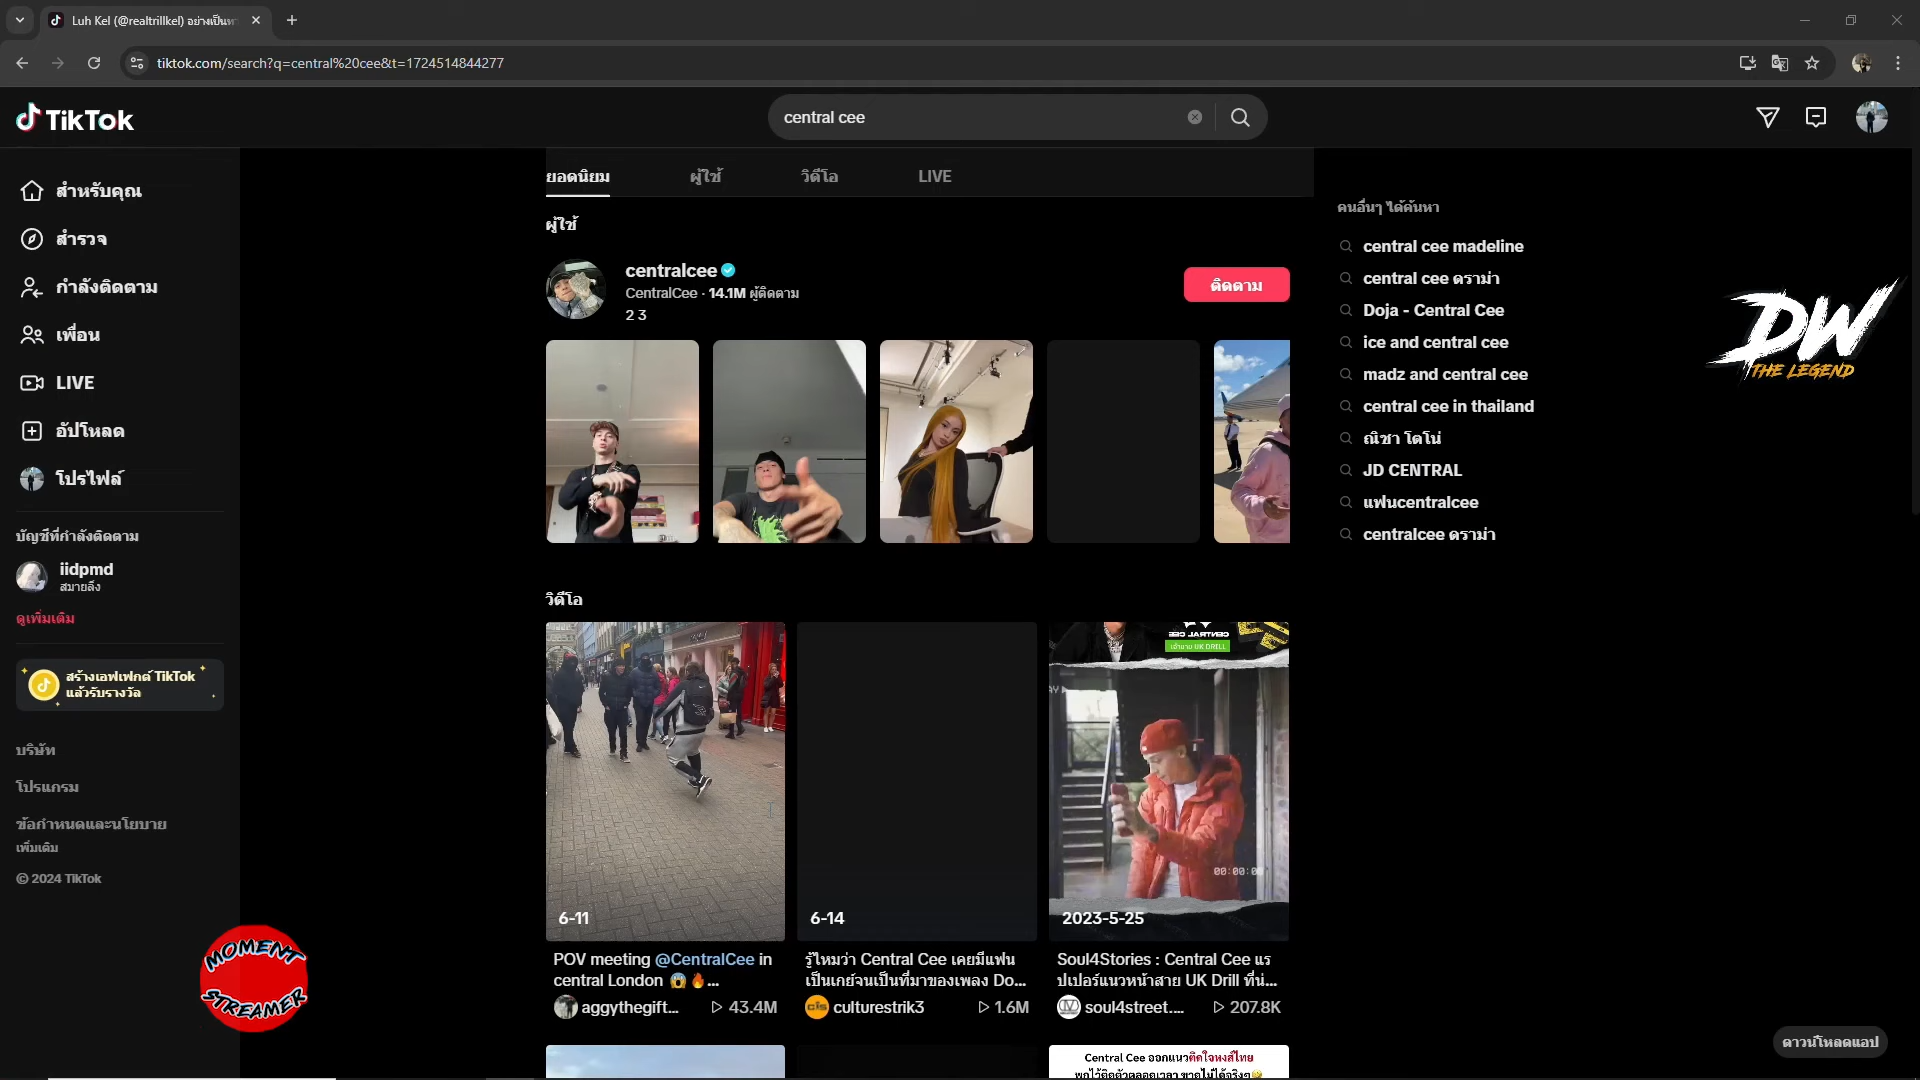 Luh Kel (@realtrillkel) อย่างเป็นทา
tiktok.com/search?q=central%20cee&t=1724514844277
TikTok
central cee
สำหรับคุณ
สำรวจ
กำลังติดตาม
เพื่อน
LIVE
อัปโหลด
โปรไฟล์
บัญชีที่กำลังติดตาม
iidpmd
สมายลิ้ง
ดูเพิ่มเติม
สร้างเอฟเฟกต์ TikTok
แล้วรับรางวัล
บริษัท
โปรแกรม
ข้อกำหนดและนโยบาย
เพิ่มเติม
© 2024 TikTok
MOMENT
STREAMER
ยอดนิยม ผู้ใช้ วิดีโอ LIVE
ผู้ใช้
centralcee
CentralCee · 14.1M ผู้ติดตาม
2 3
ติดตาม
วิดีโอ
CENTRAL CEE
เจ้าชาย UK DRILL
00:00:00
6-11
6-14
2023-5-25
POV meeting @CentralCee in
central London 😱🔥...
aggythegift...
43.4M
รู้ไหมว่า Central Cee เคยมีแฟน
เป็นเกย์จนเป็นที่มาของเพลง Do...
culturestrik3
1.6M
Soul4Stories : Central Cee แร
ปเปอร์แนวหน้าสาย UK Drill ที่น่...
soul4street....
207.8K
Central Cee ออกแนวติดใจหงส์ไทย
คนอื่นๆ ได้ค้นหา
central cee madeline
central cee ดราม่า
Doja - Central Cee
ice and central cee
madz and central cee
central cee in thailand
ณิชา โตโน่
JD CENTRAL
แฟนcentralcee
centralcee ดราม่า
DW
THE LEGEND
ดาวน์โหลดแอป